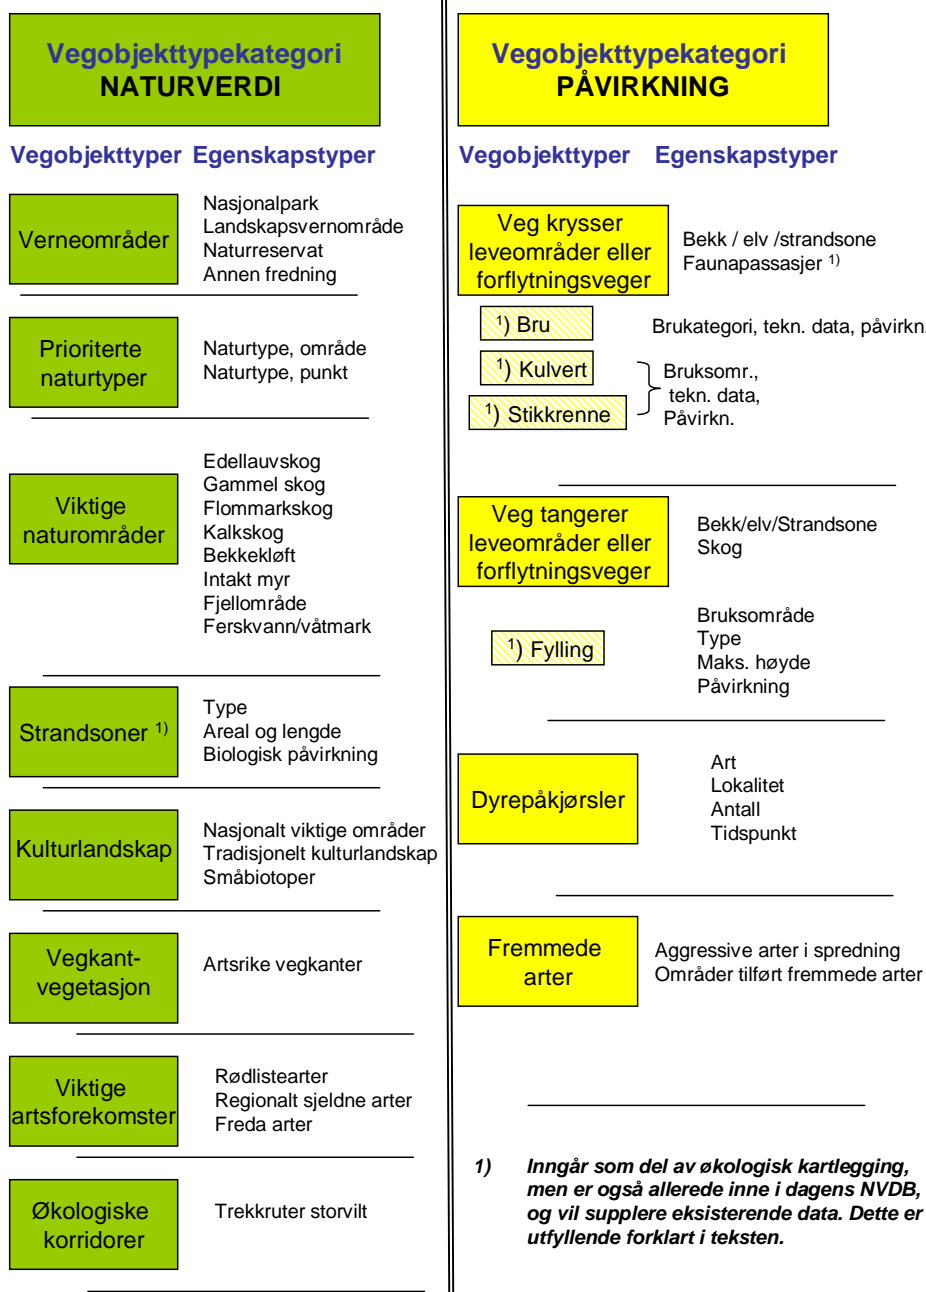 Vegobjekttypekategori
NATURVERDI
Vegobjekttyper Egenskapstyper
Verneområder
Nasjonalpark
Landskapsvernområde
Naturreservat
Annen fredning
Prioriterte
naturtyper
Naturtype, område
Naturtype, punkt
Viktige
naturområder
Edellauvskog
Gammel skog
Flommarkskog
Kalkskog
Bekkekløft
Intakt myr
Fjellområde
Ferskvann/våtmark
Strandsoner 1)
Type
Areal og lengde
Biologisk påvirkning
Kulturlandskap
Nasjonalt viktige områder
Tradisjonelt kulturlandskap
Småbiotoper
Vegkant-
vegetasjon
Artsrike vegkanter
Viktige
artsforekomster
Rødlistearter
Regionalt sjeldne arter
Freda arter
Økologiske
korridorer
Trekkruter storvilt
Vegobjekttypekategori
PÅVIRKNING
Vegobjekttyper Egenskapstyper
Veg krysser
leveområder eller
forflytningsveger
Bekk / elv /strandsone
Faunapassasjer 1)
1) Bru
Brukategori, tekn. data, påvirkn.
1) Kulvert
1) Stikkrenne
Bruksomr.,
tekn. data,
Påvirkn.
Veg tangerer
leveområder eller
forflytningsveger
Bekk/elv/Strandsone
Skog
1) Fylling
Bruksområde
Type
Maks. høyde
Påvirkning
Dyrepåkjørsler
Art
Lokalitet
Antall
Tidspunkt
Fremmede
arter
Aggressive arter i spredning
Områder tilført fremmede arter
1) Inngår som del av økologisk kartlegging,
men er også allerede inne i dagens NVDB,
og vil supplere eksisterende data. Dette er
utfyllende forklart i teksten.